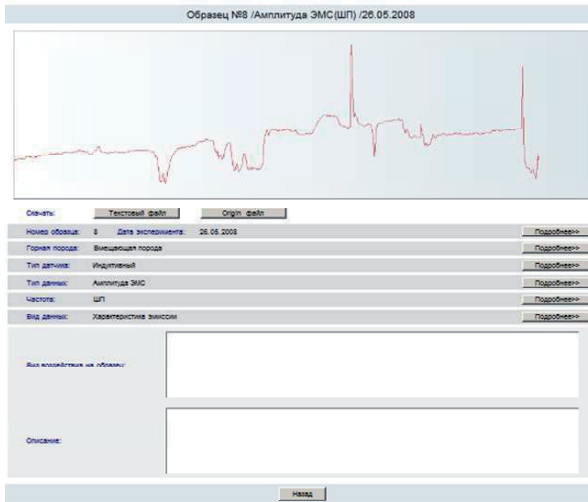 Образец №8 /Амплитуда ЭМС(ШП) /26.05.2008
Скачать: Текстовый файл Origin файл
Номер образца: 8 Дата эксперимента: 26.05.2008 Подробнее>>
Горная порода: Вмещающая порода Подробнее>>
Тип датчика: Индуктивный Подробнее>>
Тип данных: Амплитуда ЭМС Подробнее>>
Частота: ШП Подробнее>>
Вид данных: Характеристика эмиссии Подробнее>>
Вид воздействия на образец:
Описание:
Назад